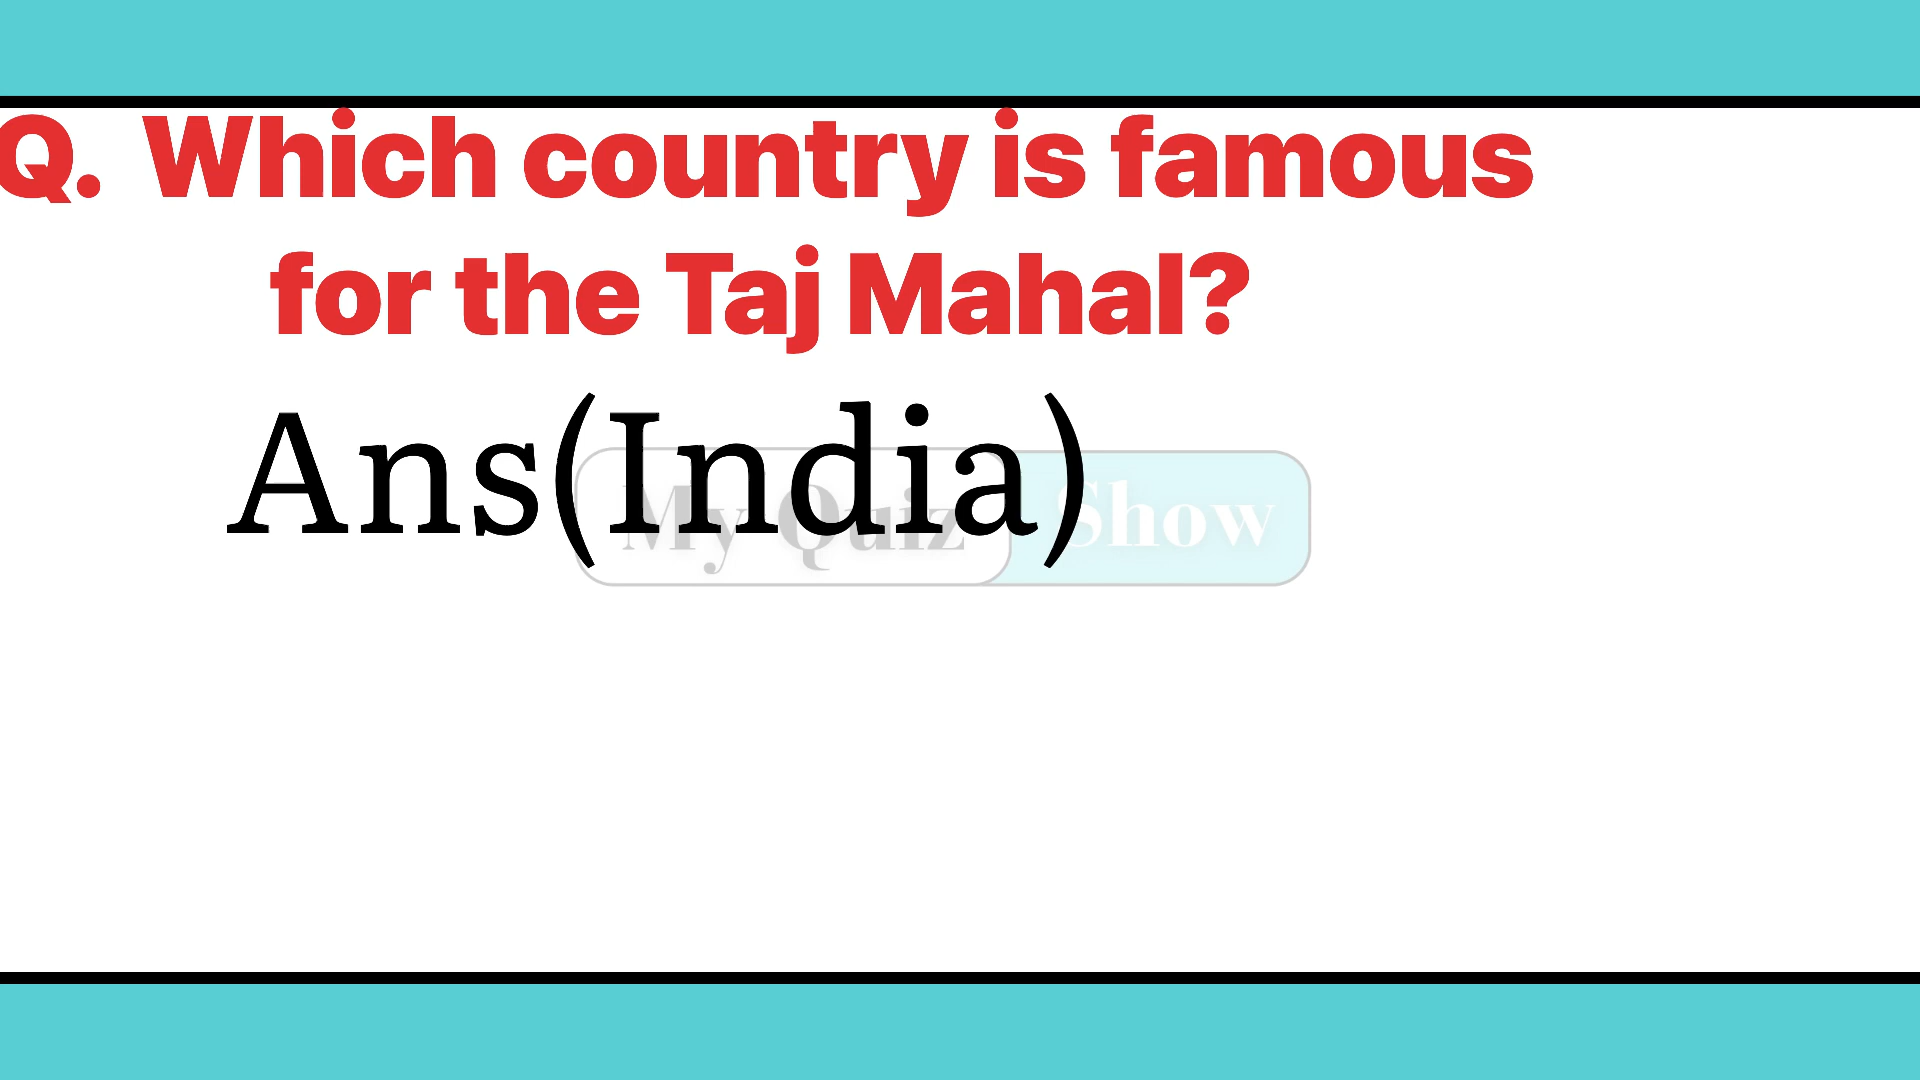 Q. Which country is famous
for the Taj Mahal?
Ans(India)
My Quiz Show